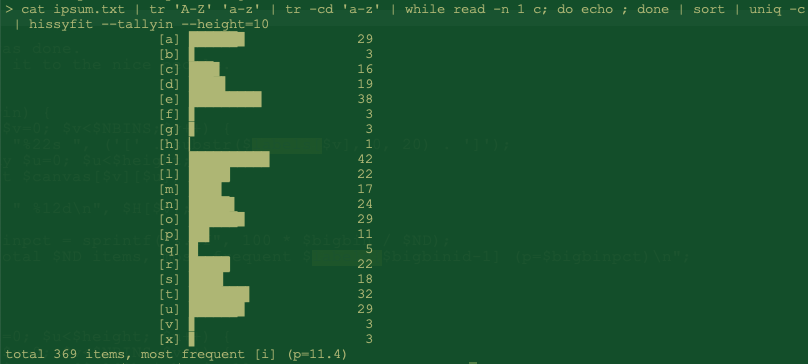 > cat ipsum.txt | tr 'A-Z' 'a-z' | tr -cd 'a-z' | while read -n 1 c; do echo ; done | sort | uniq -c
| hissyfit --tallyin --height=10
[a] 29
[b] 3
[c] 16
[d] 19
[e] 38
[f] 3
[g] 3
[h] 1
[i] 42
[l] 22
[m] 17
[n] 24
[o] 29
[p] 11
[q] 5
[r] 22
[s] 18
[t] 32
[u] 29
[v] 3
[x] 3
total 369 items, most frequent [i] (p=11.4)